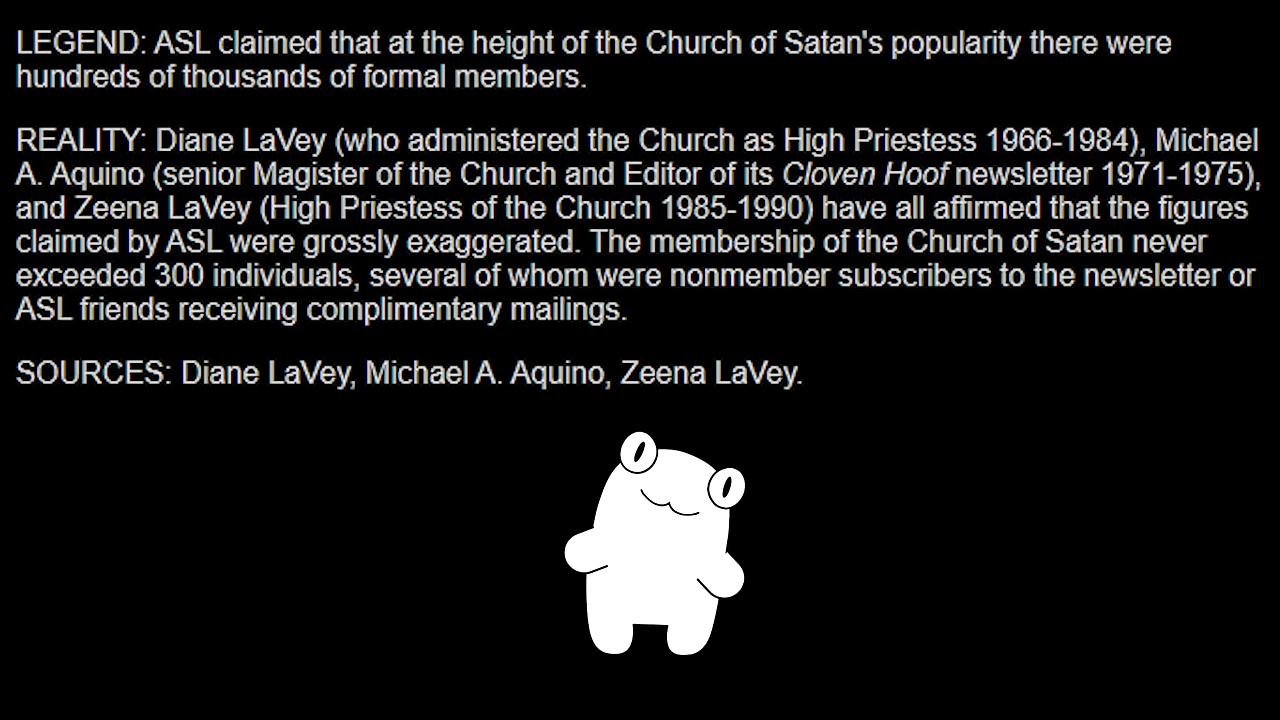 LEGEND: ASL claimed that at the height of the Church of Satan's popularity there were
hundreds of thousands of formal members.
REALITY: Diane LaVey (who administered the Church as High Priestess 1966-1984), Michael
A. Aquino (senior Magister of the Church and Editor of its Cloven Hoof newsletter 1971-1975),
and Zeena LaVey (High Priestess of the Church 1985-1990) have all affirmed that the figures
claimed by ASL were grossly exaggerated. The membership of the Church of Satan never
exceeded 300 individuals, several of whom were nonmember subscribers to the newsletter or
ASL friends receiving complimentary mailings.
SOURCES: Diane LaVey, Michael A. Aquino, Zeena LaVey.